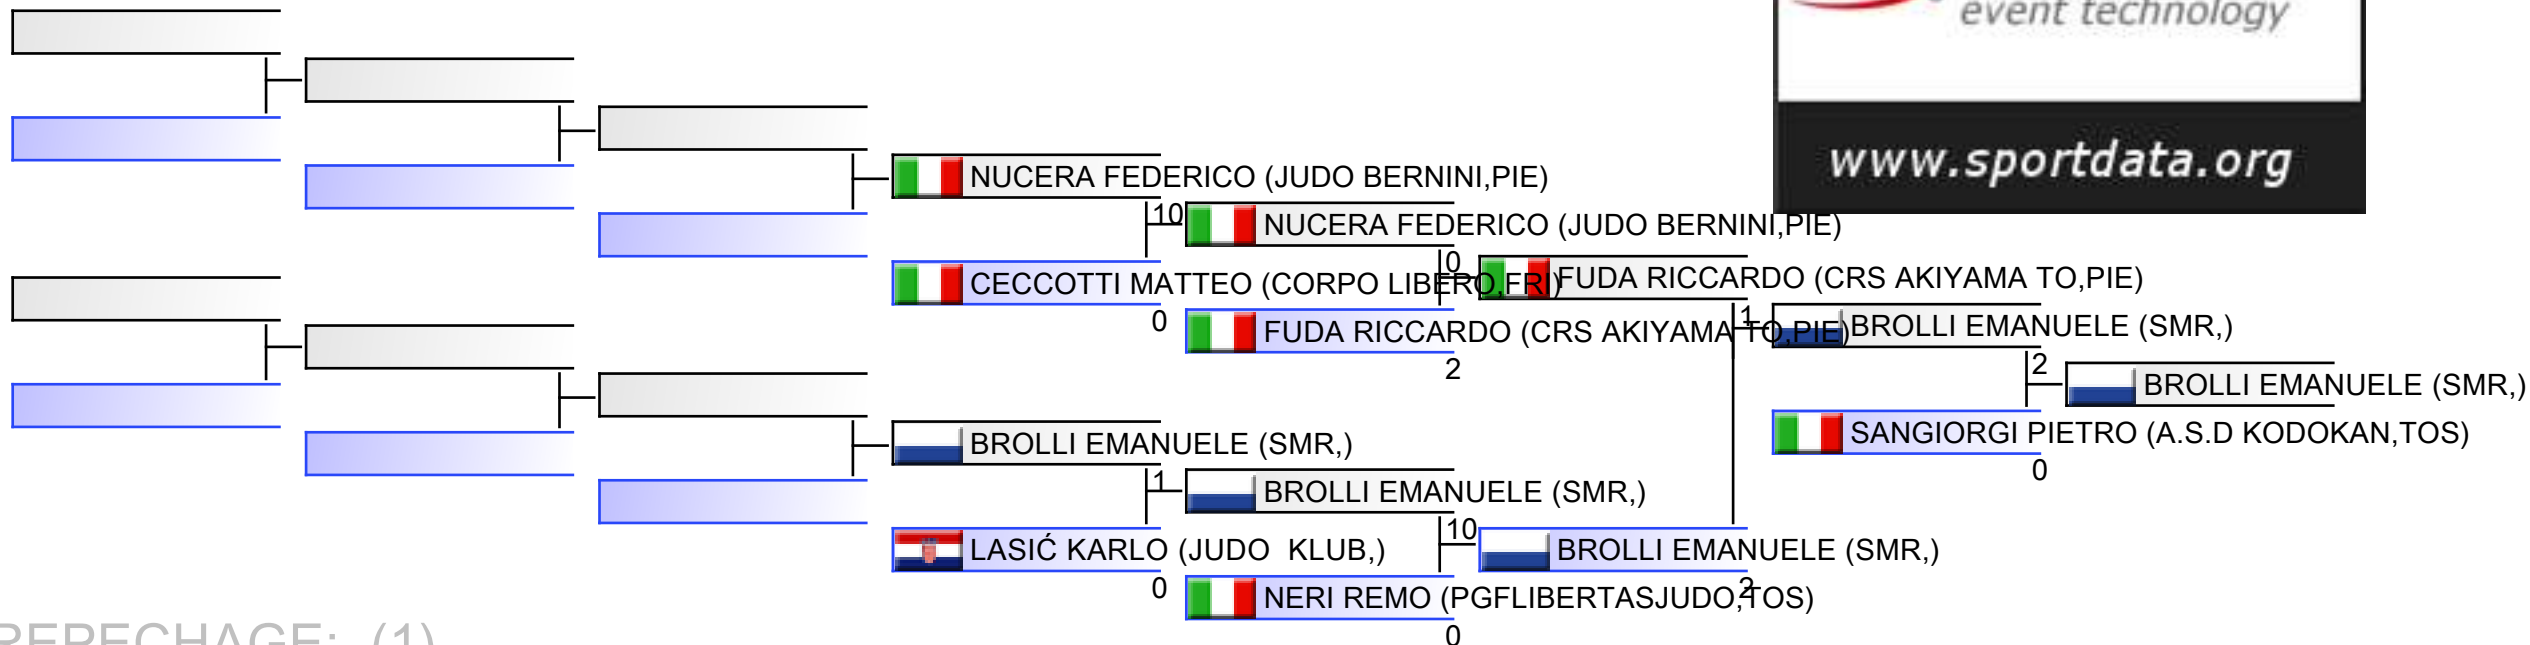 event technology
www.sportdata.org
NUCERA FEDERICO (JUDO BERNINI,PIE)
10
NUCERA FEDERICO (JUDO BERNINI,PIE)
0
CECCOTTI MATTEO (CORPO LIBERO,FRI)
0
FUDA RICCARDO (CRS AKIYAMA TO,PIE)
1
FUDA RICCARDO (CRS AKIYAMA TO,PIE)
2
BROLLI EMANUELE (SMR,)
2
BROLLI EMANUELE (SMR,)
SANGIORGI PIETRO (A.S.D KODOKAN,TOS)
0
BROLLI EMANUELE (SMR,)
1
BROLLI EMANUELE (SMR,)
10
LASIĆ KARLO (JUDO KLUB,)
0
BROLLI EMANUELE (SMR,)
NERI REMO (PGFLIBERTASJUDO,TOS)
0
REPECHAGE: (1)